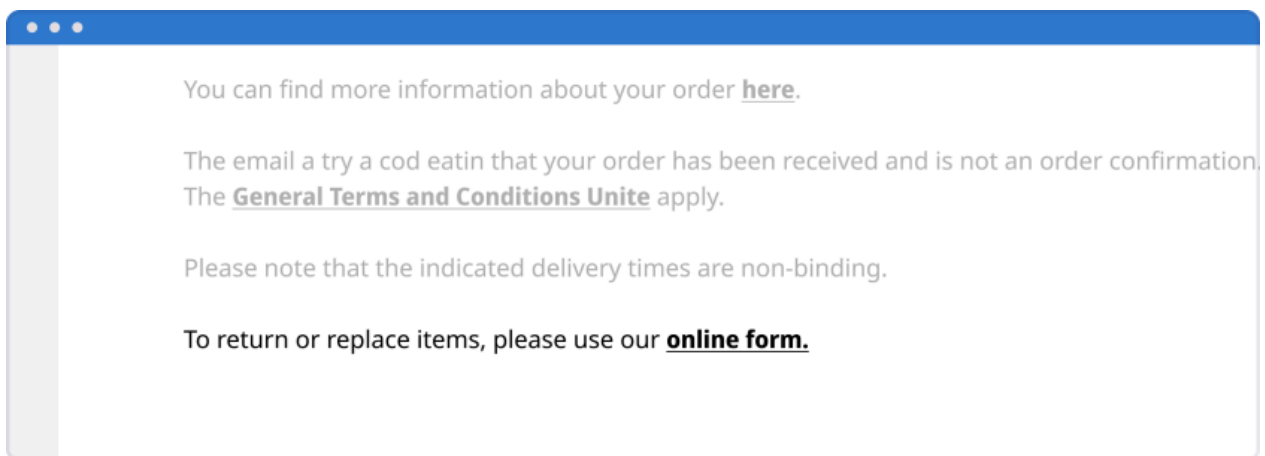 You can find more information about your order here.
The email a try a cod eatin that your order has been received and is not an order confirmation.
The General Terms and Conditions Unite apply.
Please note that the indicated delivery times are non-binding.
To return or replace items, please use our online form.